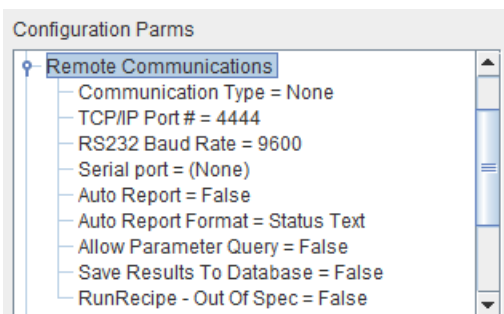 Configuration Parms
Remote Communications
Communication Type = None
TCP/IP Port # = 4444
RS232 Baud Rate = 9600
Serial port = (None)
Auto Report = False
Auto Report Format = Status Text
Allow Parameter Query = False
Save Results To Database = False
RunRecipe - Out Of Spec = False